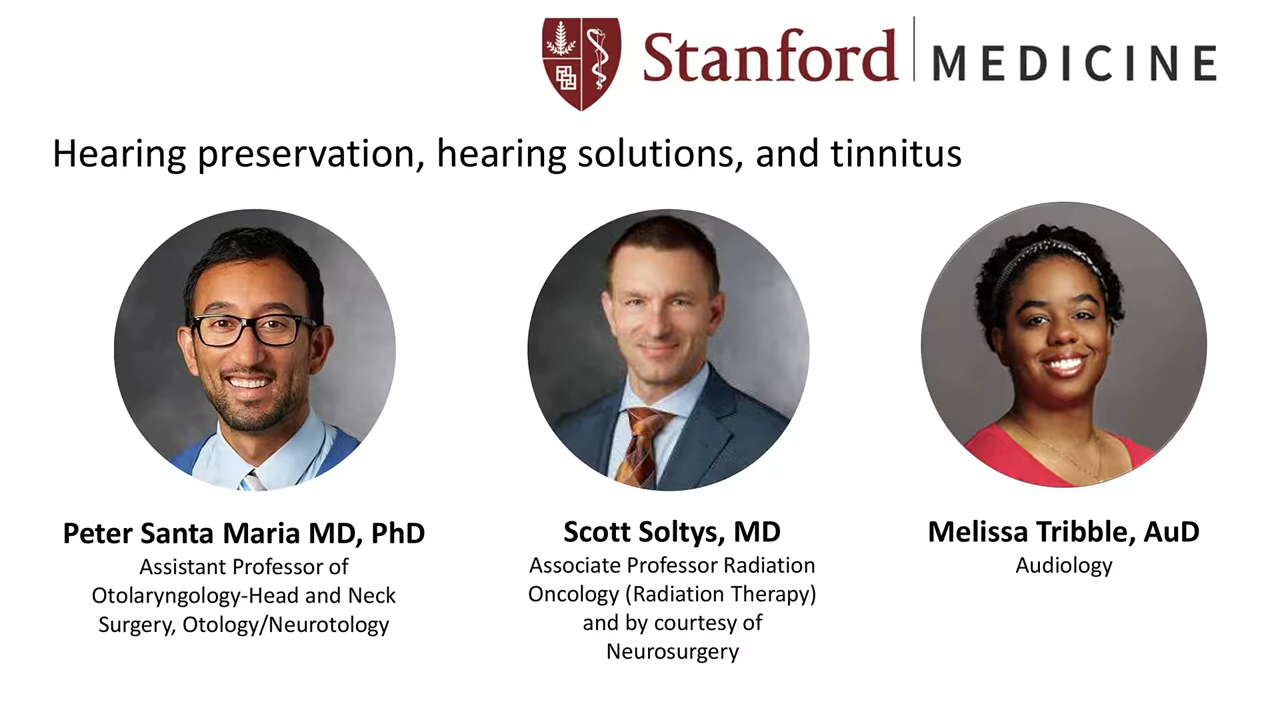 Stanford MEDICINE
Hearing preservation, hearing solutions, and tinnitus
Peter Santa Maria MD, PhD
Assistant Professor of
Otolaryngology-Head and Neck
Surgery, Otology/Neurotology
Scott Soltys, MD
Associate Professor Radiation
Oncology (Radiation Therapy)
and by courtesy of
Neurosurgery
Melissa Tribble, AuD
Audiology